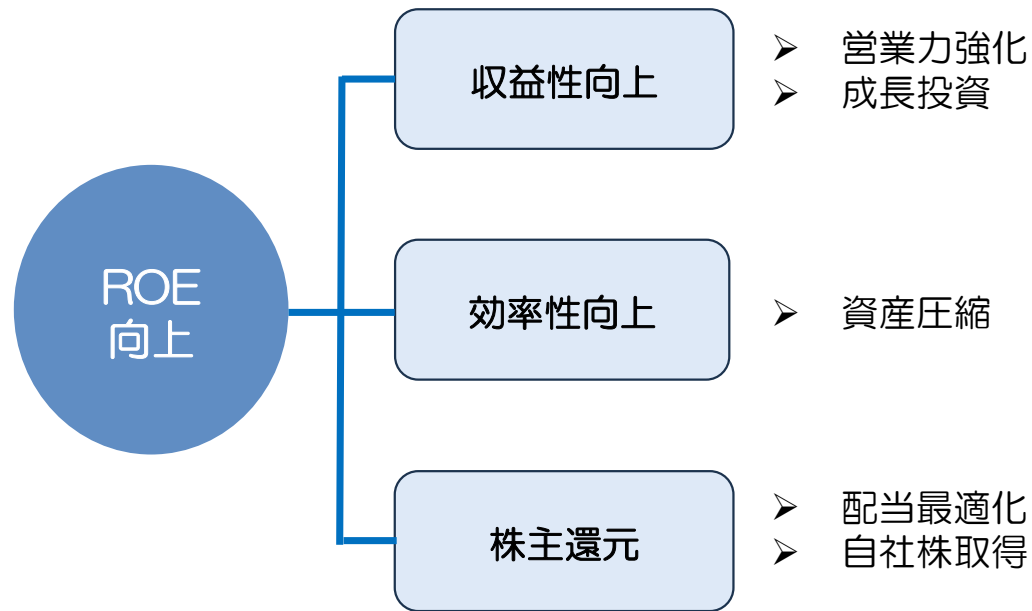 ROE
向上
収益性向上
➢ 営業力強化
➢ 成長投資
効率性向上
➢ 資産圧縮
株主還元
➢ 配当最適化
➢ 自社株取得